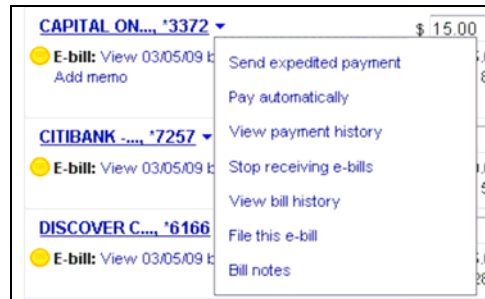 CAPITAL ON..., *3372
$ 15.00
E-bill: View 03/05/09 b
Add memo
Send expedited payment
Pay automatically
View payment history
Stop receiving e-bills
View bill history
File this e-bill
Bill notes
CITIBANK -..., *7257
E-bill: View 03/05/09 b
DISCOVER C..., *6166
E-bill: View 03/05/09 b